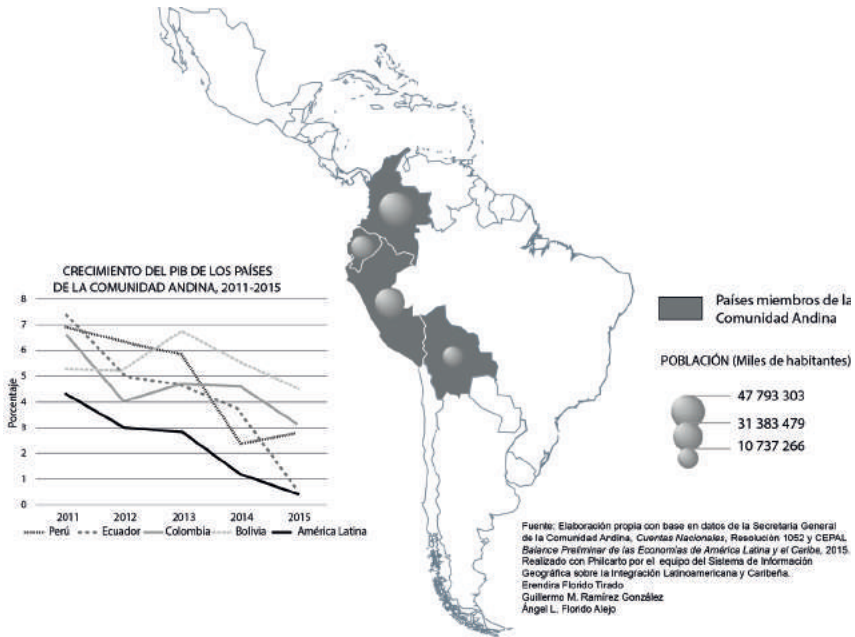 CRECIMIENTO DEL PIB DE LOS PAÍSES
DE LA COMUNIDAD ANDINA, 2011-2015
Porcentaje
8
7
6
5
4
3
2
1
0
2011 2012 2013 2014 2015
Perú Ecuador Colombia Bolivia América Latina
Países miembros de la
Comunidad Andina
POBLACIÓN (Miles de habitantes)
47 793 303
31 383 479
10 737 266
Fuente: Elaboración propia con base en datos de la Secretaría General
de la Comunidad Andina, Cuentas Nacionales, Resolución 1052 y CEPAL
Balance Preliminar de las Economías de América Latina y el Caribe, 2015.
Realizado con Philcarto por el equipo del Sistema de Información
Geográfica sobre la Integración Latinoamericana y Caribeña.
Erendira Florido Tirado
Guillermo M. Ramírez González
Ángel L. Florido Alejo